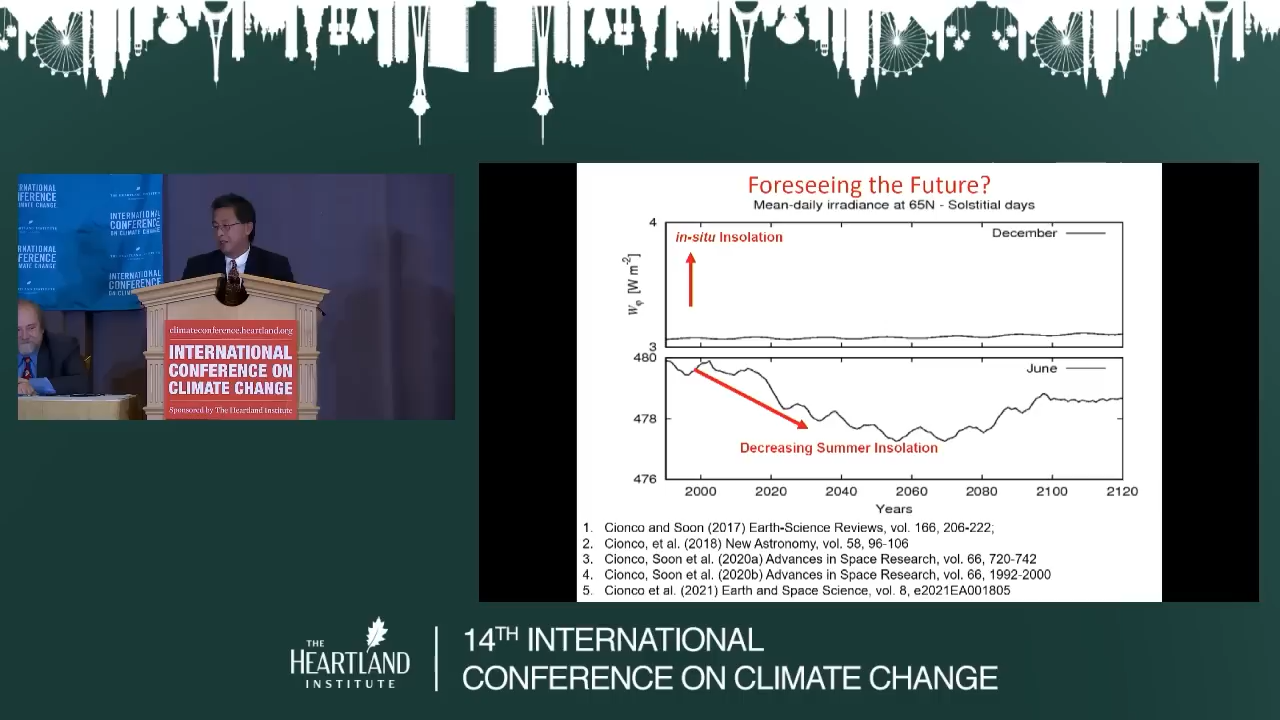 INTERNATIONAL
CONFERENCE
ON CLIMATE CHANGE
climateconference.heartland.org
INTERNATIONAL
CONFERENCE ON
CLIMATE CHANGE
Sponsored by The Heartland Institute
Foreseeing the Future?
Mean-daily irradiance at 65N - Solstitial days
4
in-situ Insolation
December
Wφ [W m-2]
3
480
June
478
Decreasing Summer Insolation
476
2000 2020 2040 2060 2080 2100 2120
Years
1. Cionco and Soon (2017) Earth-Science Reviews, vol. 166, 206-222;
2. Cionco, et al. (2018) New Astronomy, vol. 58, 96-106
3. Cionco, Soon et al. (2020a) Advances in Space Research, vol. 66, 720-742
4. Cionco, Soon et al. (2020b) Advances in Space Research, vol. 66, 1992-2000
5. Cionco et al. (2021) Earth and Space Science, vol. 8, e2021EA001805
THE
HEARTLAND
INSTITUTE
14TH INTERNATIONAL
CONFERENCE ON CLIMATE CHANGE